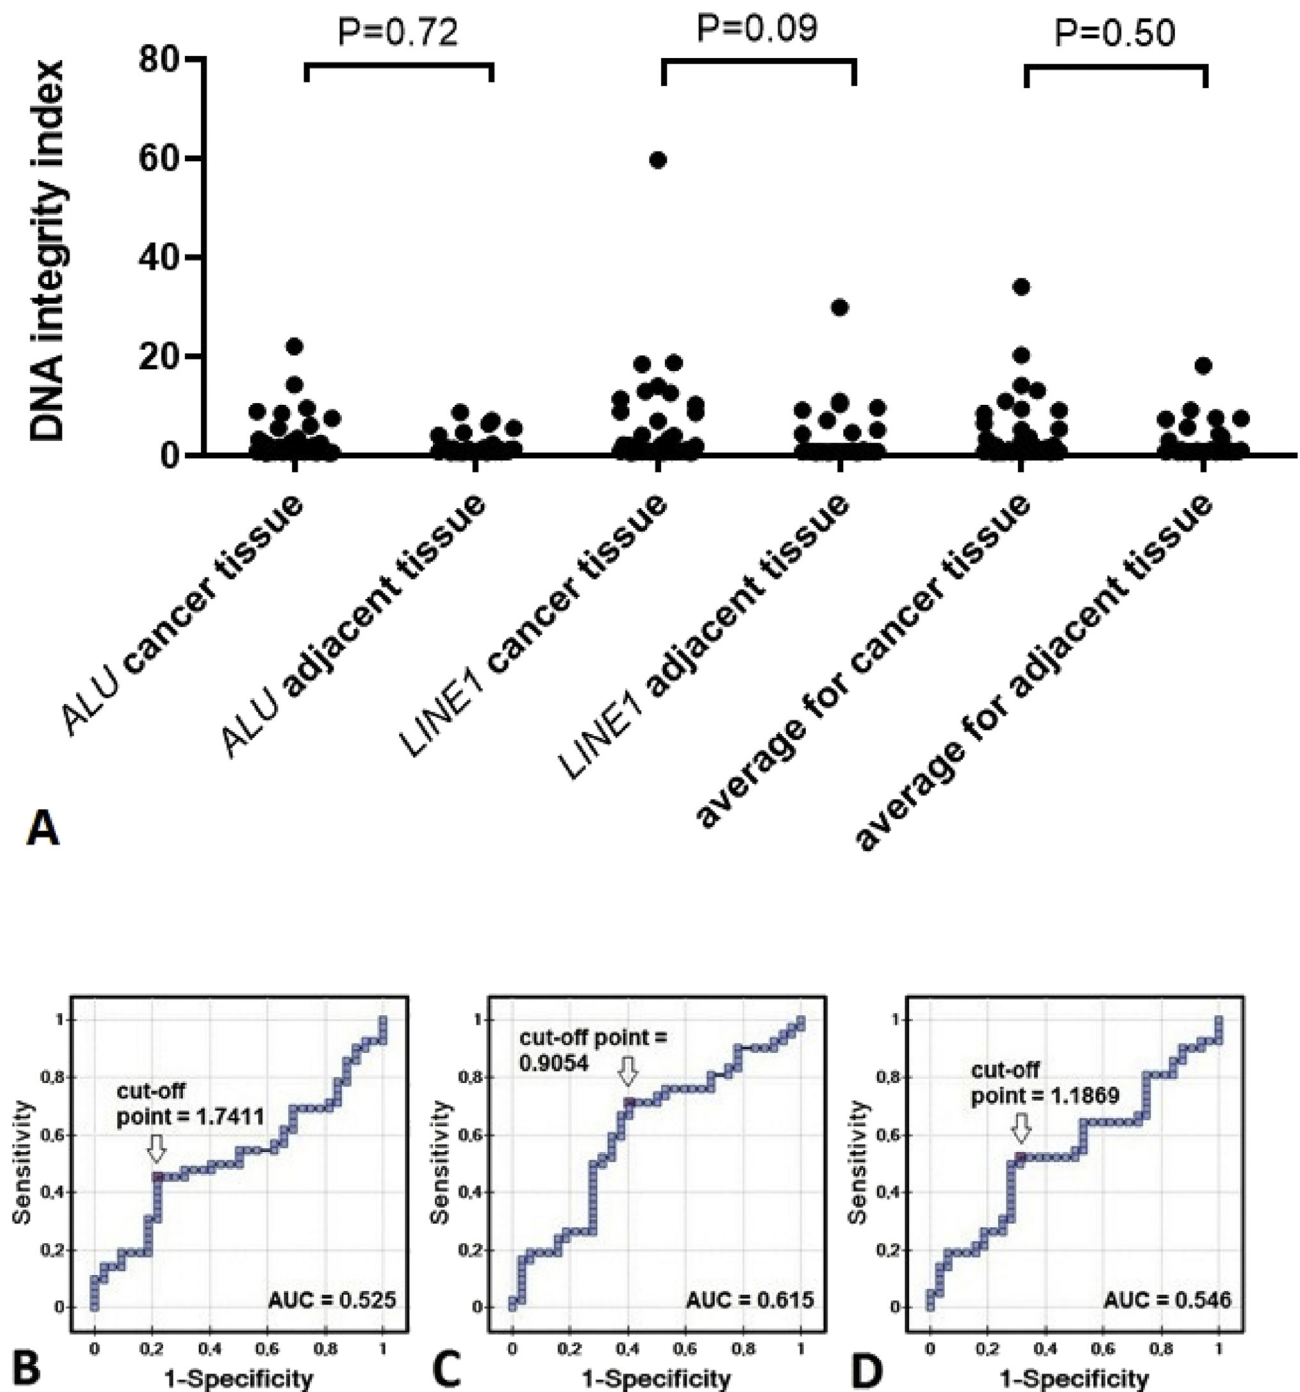 P=0.72
P=0.09
P=0.50
DNA integrity index
80
60
40
20
0
ALU cancer tissue
ALU adjacent tissue
LINE1 cancer tissue
LINE1 adjacent tissue
average for cancer tissue
average for adjacent tissue
A
Sensitivity
1
0.8
0.6
0.4
0.2
0
cut-off
point = 1.7411
AUC = 0.525
0
0.2
0.4
0.6
0.8
1
1-Specificity
B
Sensitivity
1
0.8
0.6
0.4
0.2
0
cut-off point =
0.9054
AUC = 0.615
0
0.2
0.4
0.6
0.8
1
1-Specificity
C
Sensitivity
1
0.8
0.6
0.4
0.2
0
cut-off
point = 1.1869
AUC = 0.546
0
0.2
0.4
0.6
0.8
1
1-Specificity
D